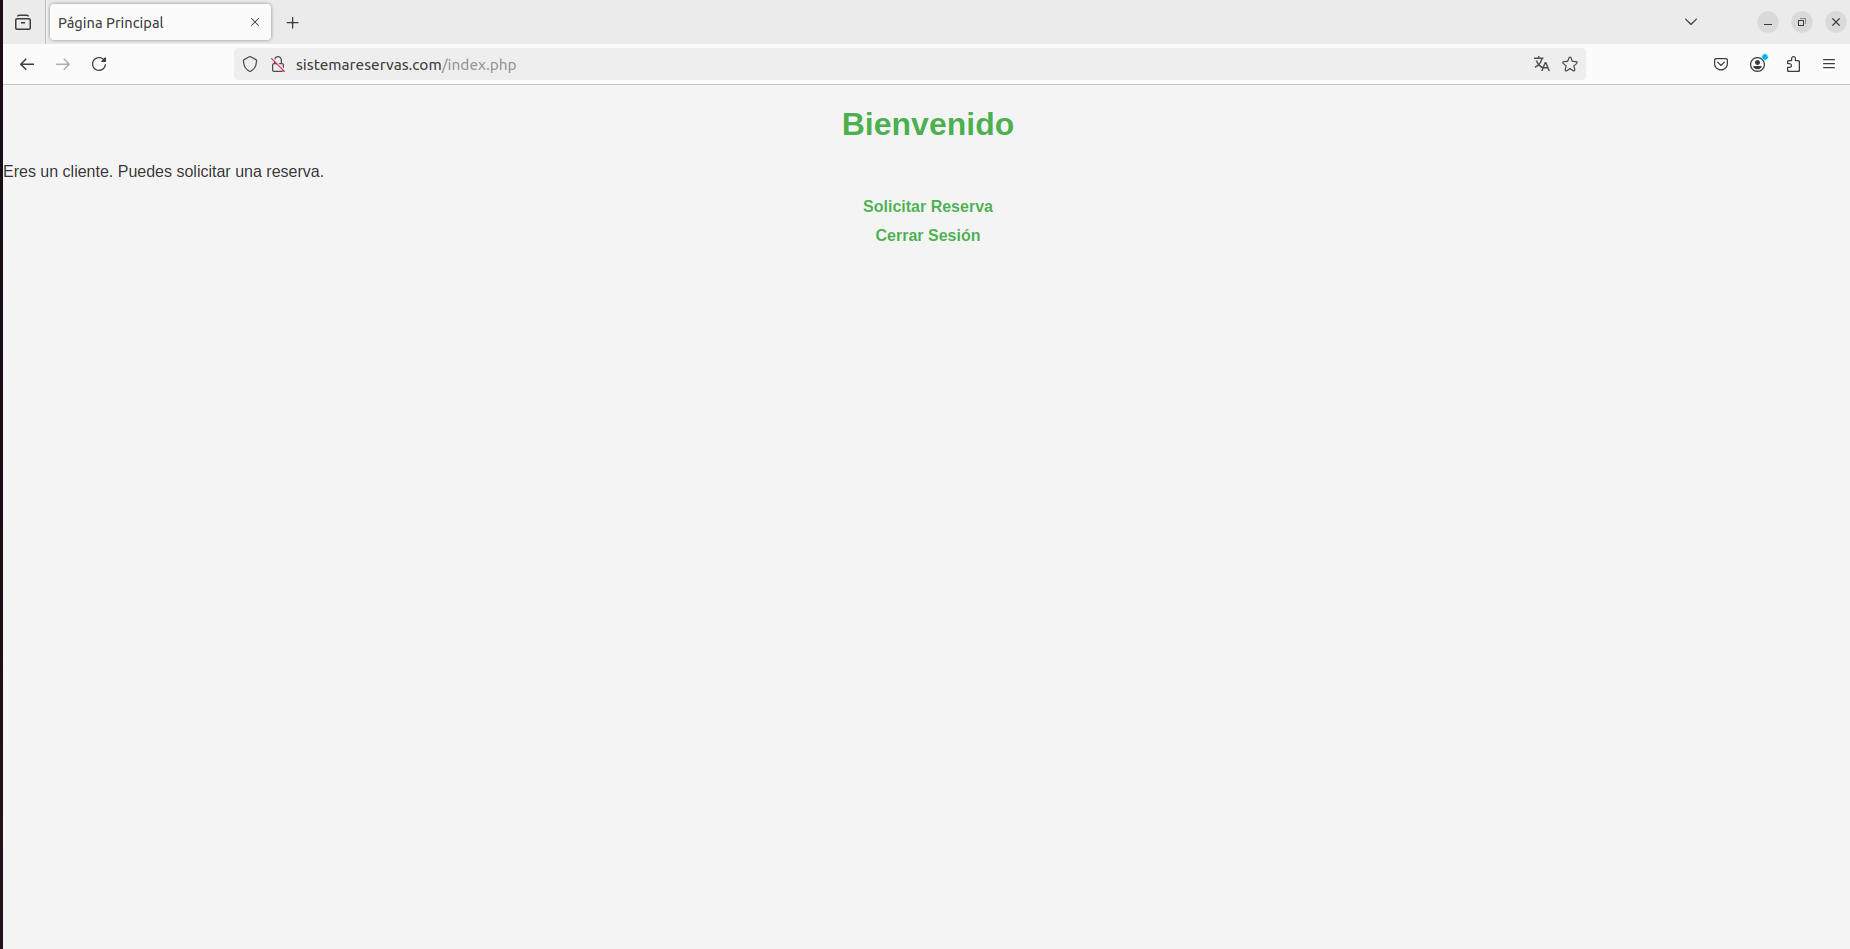 Página Principal
sistemareservas.com/index.php
Bienvenido
Eres un cliente. Puedes solicitar una reserva.
Solicitar Reserva
Cerrar Sesión